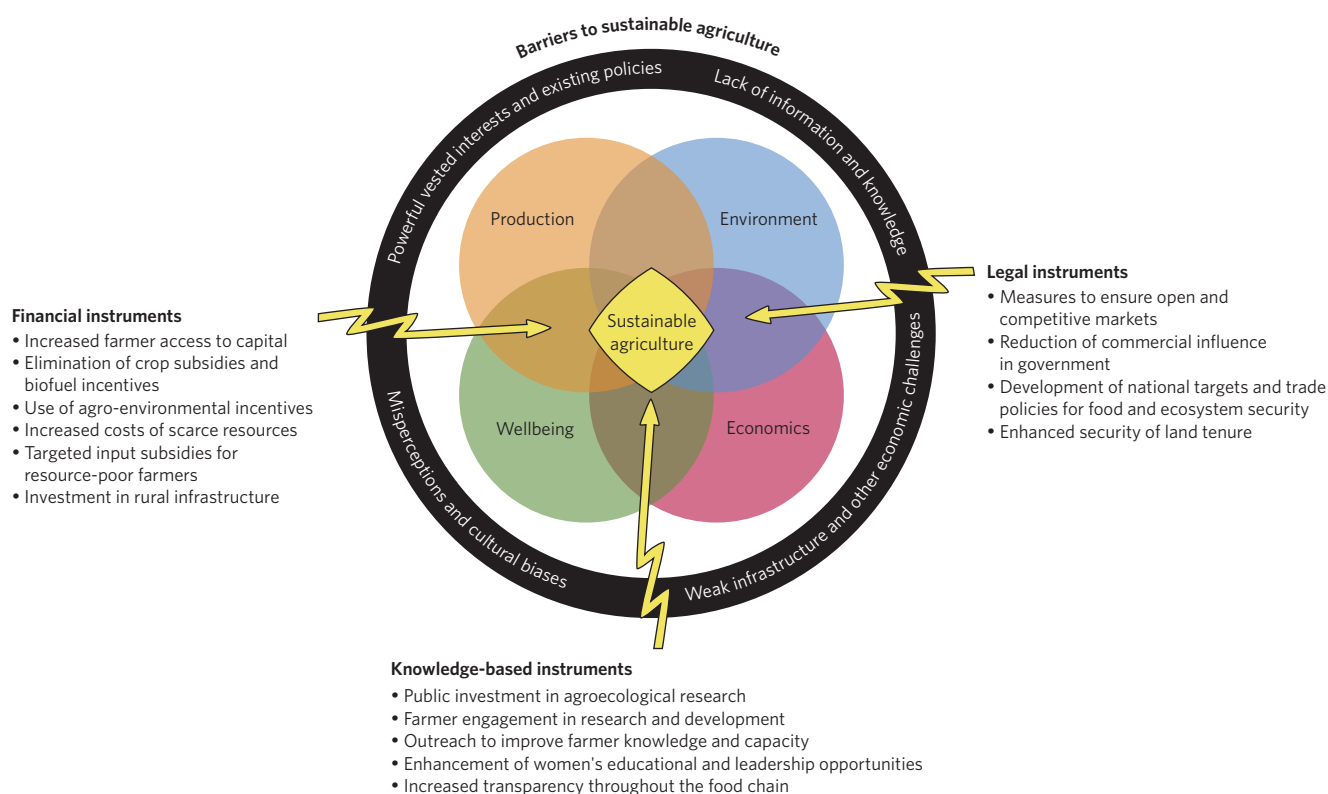 Barriers to sustainable agriculture
Powerful vested interests and existing policies
Lack of information and knowledge
Misperceptions and cultural biases
Weak infrastructure and other economic challenges
Production
Environment
Sustainable
agriculture
Wellbeing
Economics
Financial instruments
• Increased farmer access to capital
• Elimination of crop subsidies and
biofuel incentives
• Use of agro-environmental incentives
• Increased costs of scarce resources
• Targeted input subsidies for
resource-poor farmers
• Investment in rural infrastructure
Legal instruments
• Measures to ensure open and
competitive markets
• Reduction of commercial influence
in government
• Development of national targets and trade
policies for food and ecosystem security
• Enhanced security of land tenure
Knowledge-based instruments
• Public investment in agroecological research
• Farmer engagement in research and development
• Outreach to improve farmer knowledge and capacity
• Enhancement of women's educational and leadership opportunities
• Increased transparency throughout the food chain